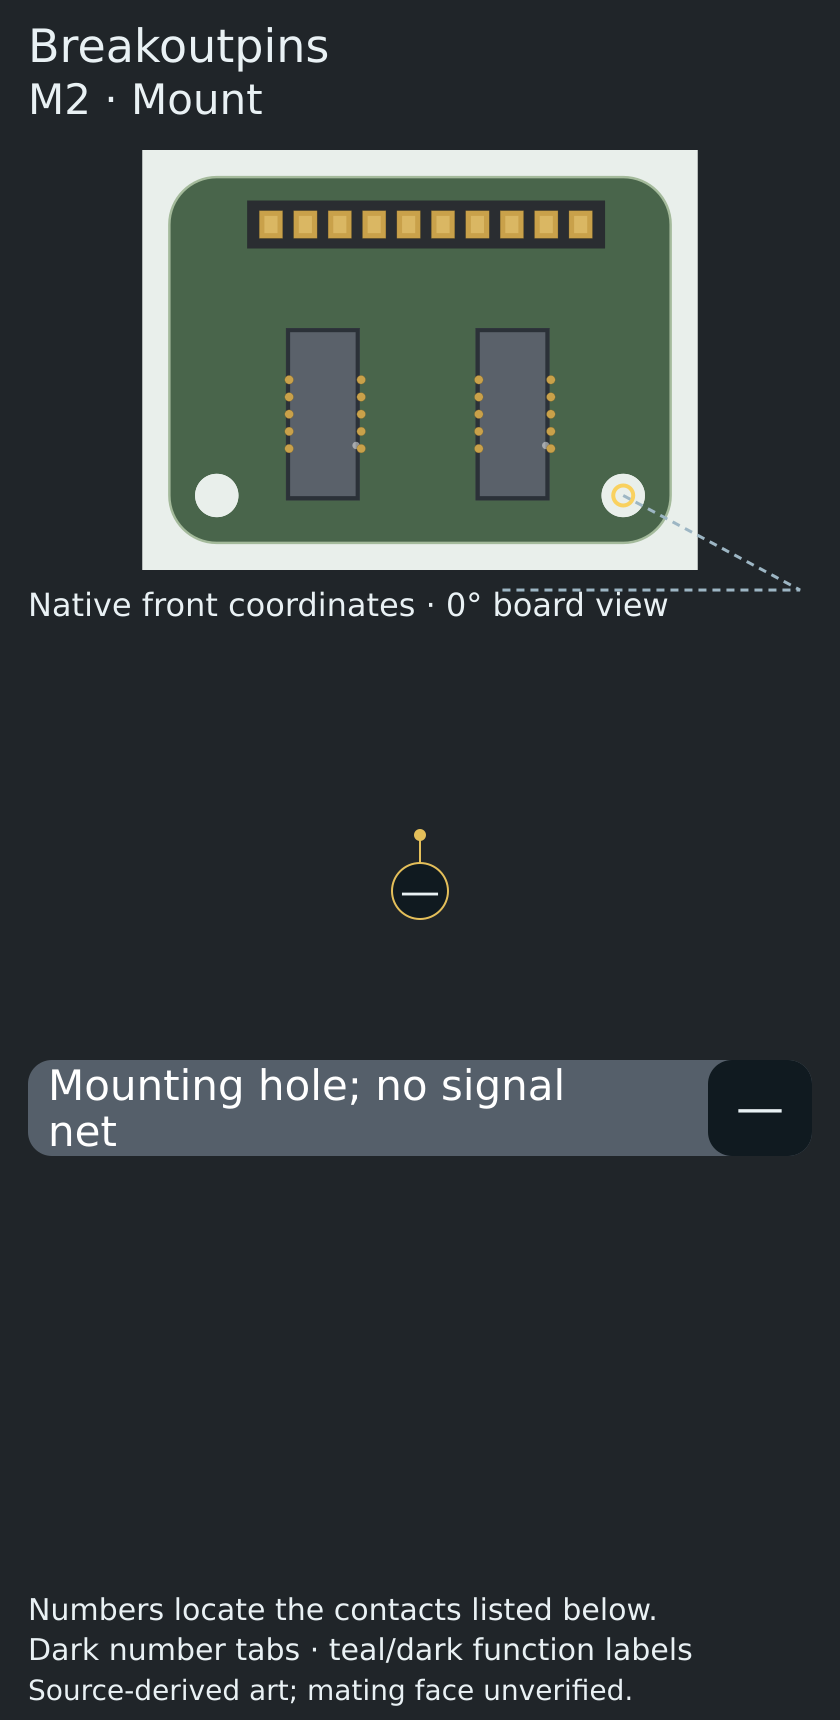 Breakoutpins
M2 · Mount
Native front coordinates · 0° board view
—
Mounting hole; no signal
net
—
Numbers locate the contacts listed below.
Dark number tabs · teal/dark function labels
Source-derived art; mating face unverified.